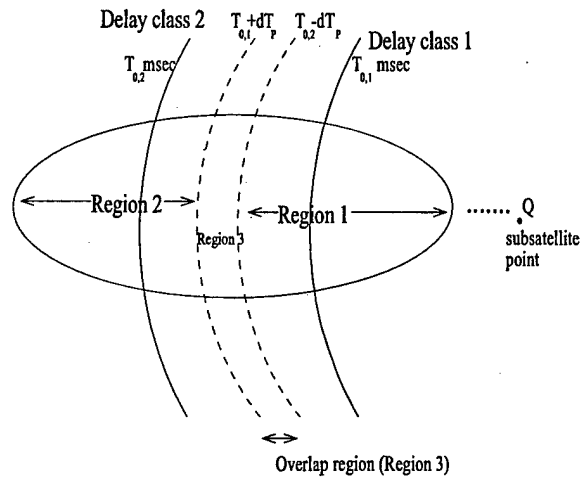 Delay class 2
T0,1+dTP
T0,2-dTP
Delay class 1
T0,2 msec
T0,1 msec
Region 2
Region 1
Region 3
Q
subsatellite
point
Overlap region (Region 3)